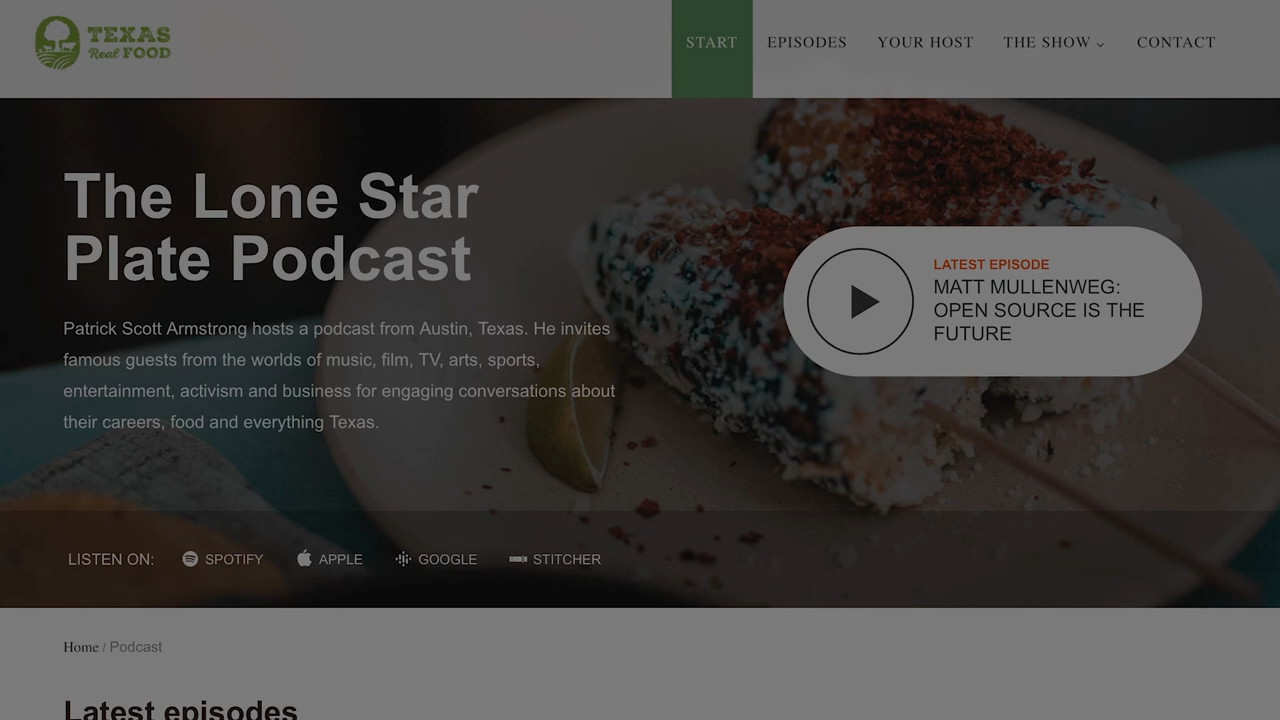 TEXAS
Real FOOD
START
EPISODES
YOUR HOST
THE SHOW
CONTACT
The Lone Star
Plate Podcast
Patrick Scott Armstrong hosts a podcast from Austin, Texas. He invites
famous guests from the worlds of music, film, TV, arts, sports,
entertainment, activism and business for engaging conversations about
their careers, food and everything Texas.
LATEST EPISODE
MATT MULLENWEG:
OPEN SOURCE IS THE
FUTURE
LISTEN ON:
SPOTIFY
APPLE
GOOGLE
STITCHER
Home / Podcast
Latest episodes